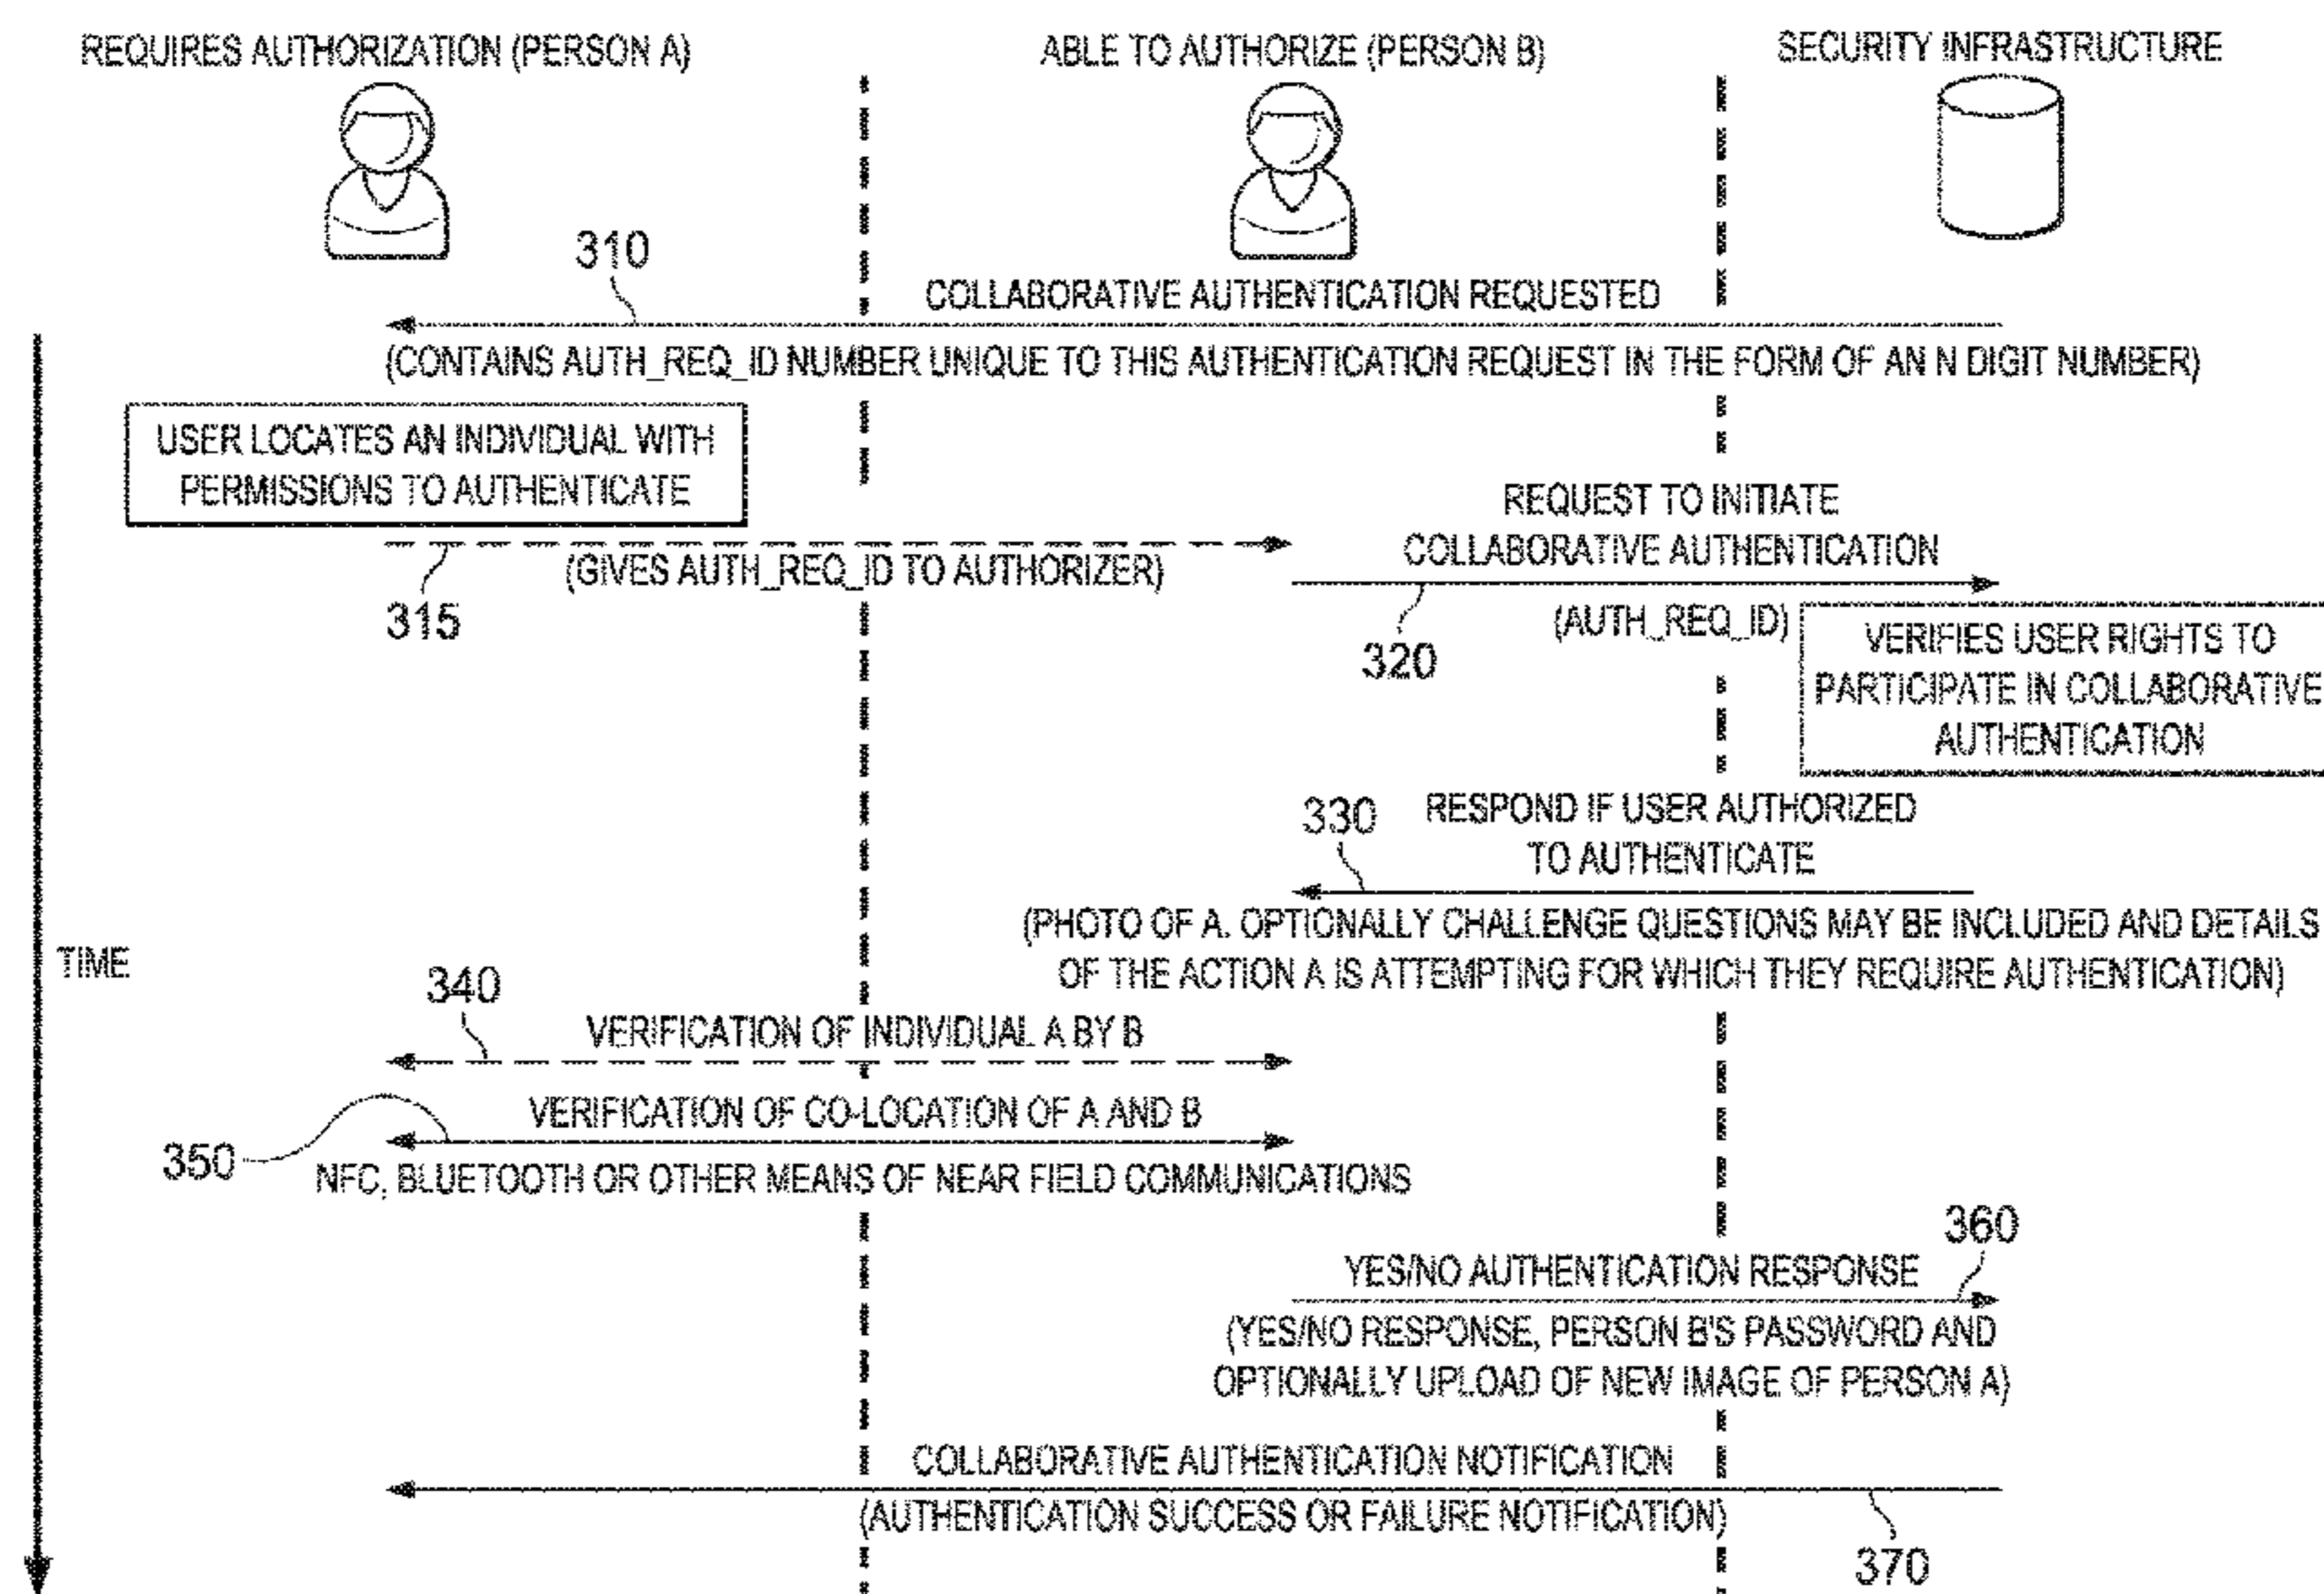 REQUIRES AUTHORIZATION (PERSON A)
ABLE TO AUTHORIZE (PERSON B)
SECURITY INFRASTRUCTURE
310
COLLABORATIVE AUTHENTICATION REQUESTED
(CONTAINS AUTH_REQ_ID NUMBER UNIQUE TO THIS AUTHENTICATION REQUEST IN THE FORM OF AN N DIGIT NUMBER)
USER LOCATES AN INDIVIDUAL WITH
PERMISSIONS TO AUTHENTICATE
315
(GIVES AUTH_REQ_ID TO AUTHORIZER)
REQUEST TO INITIATE
COLLABORATIVE AUTHENTICATION
320
(AUTH_REQ_ID)
VERIFIES USER RIGHTS TO
PARTICIPATE IN COLLABORATIVE
AUTHENTICATION
330
RESPOND IF USER AUTHORIZED
TO AUTHENTICATE
(PHOTO OF A. OPTIONALLY CHALLENGE QUESTIONS MAY BE INCLUDED AND DETAILS
OF THE ACTION A IS ATTEMPTING FOR WHICH THEY REQUIRE AUTHENTICATION)
TIME
340
VERIFICATION OF INDIVIDUAL A BY B
350
VERIFICATION OF CO-LOCATION OF A AND B
NFC, BLUETOOTH OR OTHER MEANS OF NEAR FIELD COMMUNICATIONS
360
YES/NO AUTHENTICATION RESPONSE
(YES/NO RESPONSE, PERSON B'S PASSWORD AND
OPTIONALLY UPLOAD OF NEW IMAGE OF PERSON A)
COLLABORATIVE AUTHENTICATION NOTIFICATION
(AUTHENTICATION SUCCESS OR FAILURE NOTIFICATION)
370